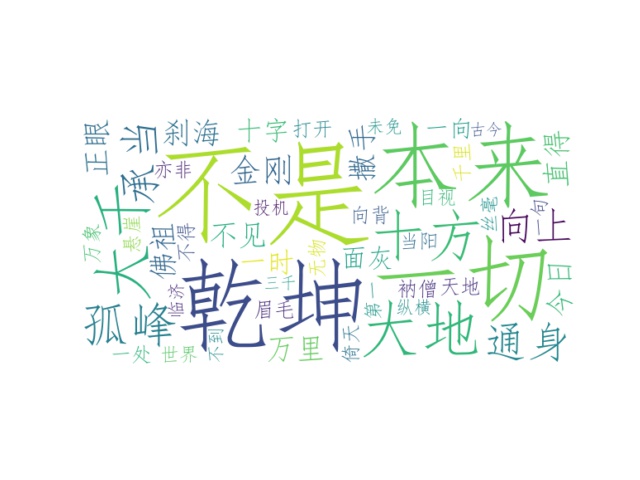 正眼
承当
刹海
十字
打开
撒手
未免
一向
古今
直得
亦非
金刚
不是
本来
千里
目视
丝毫
一句
大千
万象
悬崖
佛祖
不得
不见
投机
向背
十方
向上
一时
无物
面灰
当阳
一切
今日
临济
乾坤
三千
眉毛
衲僧
天地
第一
纵横
孤峰
一处
世界
不到
万里
倚天
大地
通身